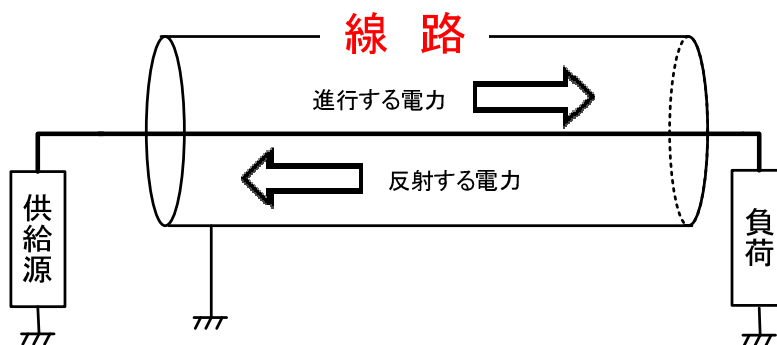 線 路
進行する電力
反射する電力
供給源
負荷